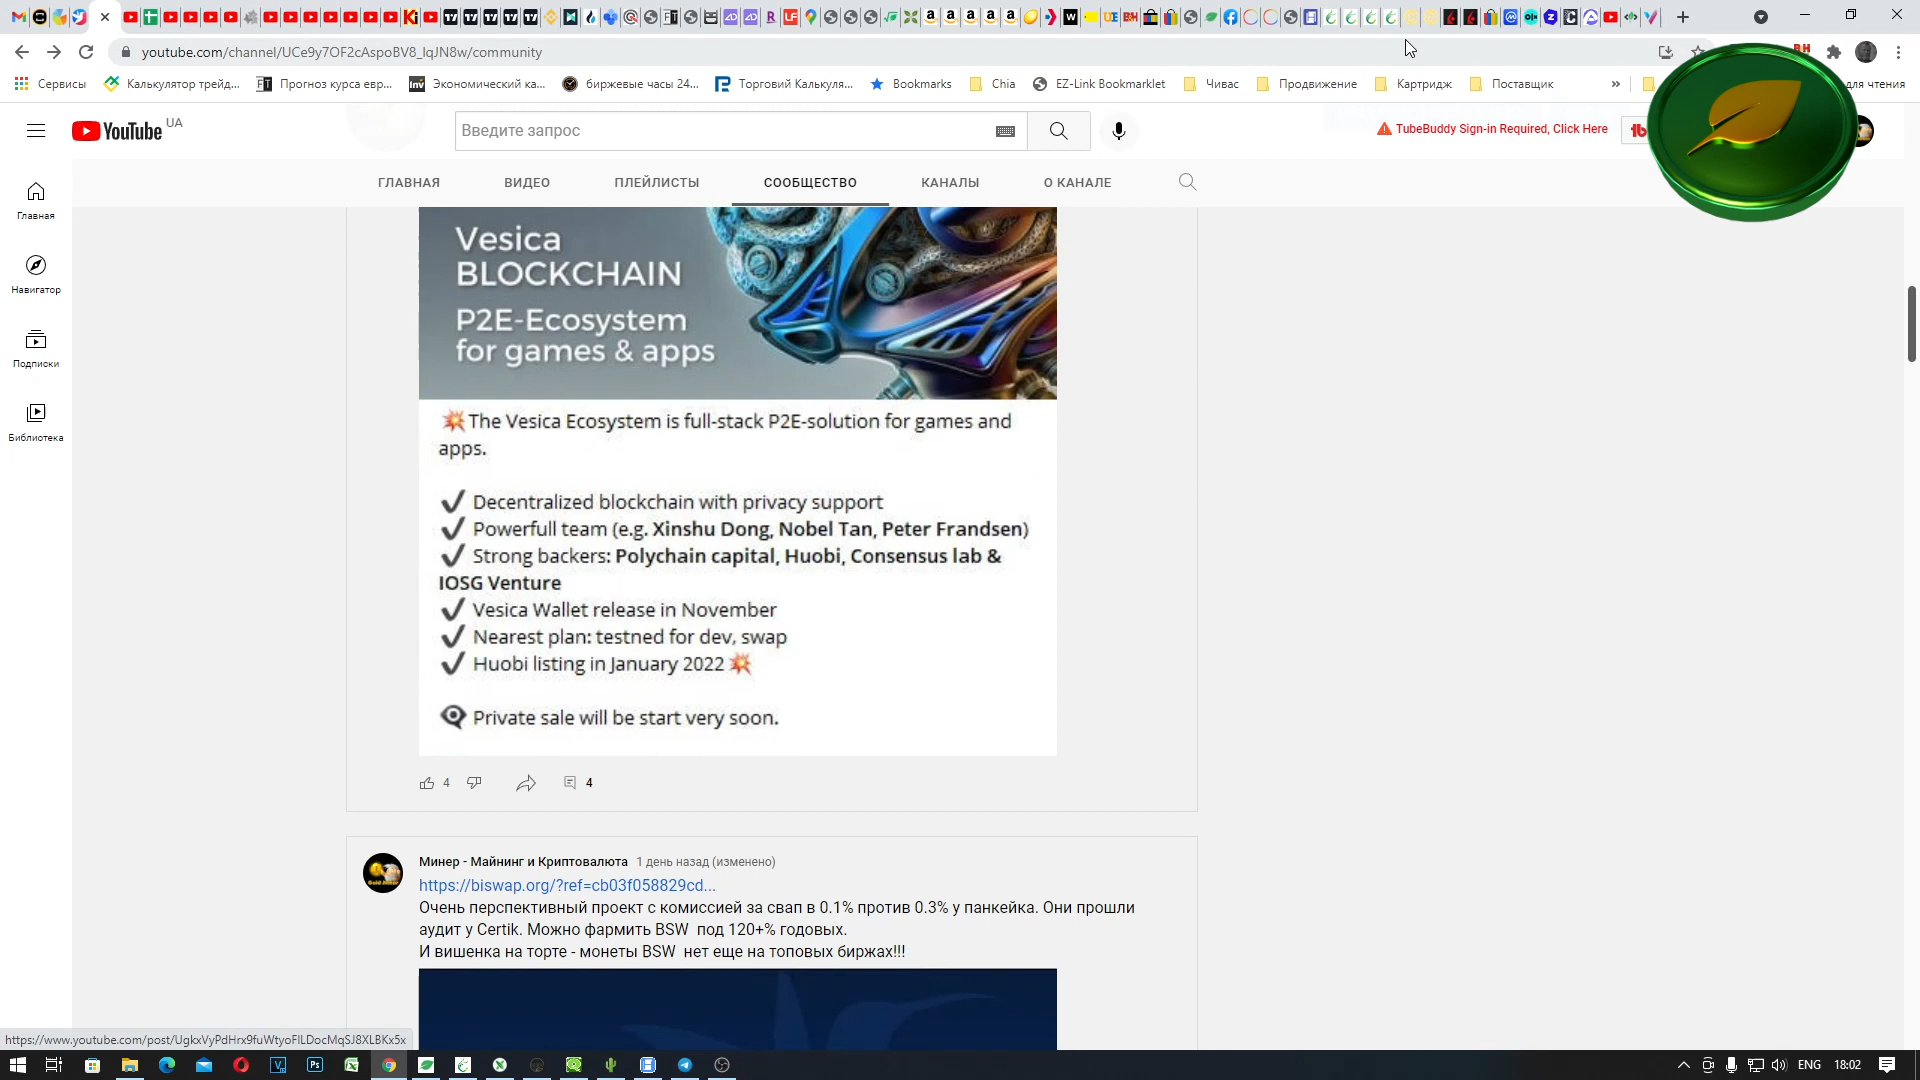 youtube.com/channel/UCe9y7OF2cAspoBV8_IqJN8w/community
Сервисы
Калькулятор трейд...
Прогноз курса евр...
Экономический ка...
биржевые часы 24...
Торговий Калькуля...
Bookmarks
Chia
EZ-Link Bookmarklet
Чивас
Продвижение
Картридж
Поставщик
»
для чтения
YouTube UA
Введите запрос
TubeBuddy Sign-in Required, Click Here
ГЛАВНАЯ
ВИДЕО
ПЛЕЙЛИСТЫ
СООБЩЕСТВО
КАНАЛЫ
О КАНАЛЕ
Главная
Навигатор
Подписки
Библиотека
Vesica
BLOCKCHAIN
P2E-Ecosystem
for games & apps
💥The Vesica Ecosystem is full-stack P2E-solution for games and
apps.
✔ Decentralized blockchain with privacy support
✔ Powerfull team (e.g. Xinshu Dong, Nobel Tan, Peter Frandsen)
✔ Strong backers: Polychain capital, Huobi, Consensus lab &
IOSG Venture
✔ Vesica Wallet release in November
✔ Nearest plan: testned for dev, swap
✔ Huobi listing in January 2022💥
Private sale will be start very soon.
4
4
Минер - Майнинг и Криптовалюта 1 день назад (изменено)
https://biswap.org/?ref=cb03f058829cd...
Очень перспективный проект с комиссией за свап в 0.1% против 0.3% у панкейка. Они прошли
аудит у Certik. Можно фармить BSW под 120+% годовых.
И вишенка на торте - монеты BSW нет еще на топовых биржах!!!
https://www.youtube.com/post/UgkxVyPdHrx9fuWtyoFlLDocMqSJ8XLBKx5x
ENG
18:02